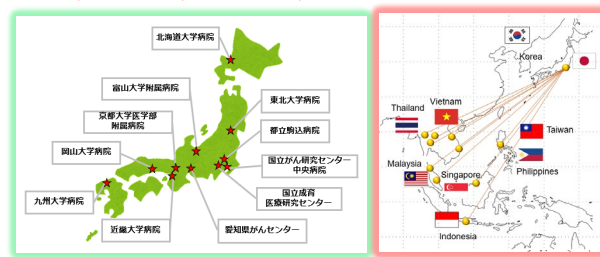 北海道大学病院
富山大学附属病院
京都大学医学部
附属病院
岡山大学病院
九州大学病院
東北大学病院
都立駒込病院
国立がん研究センター
中央病院
国立成育
医療研究センター
愛知県がんセンター
近畿大学病院
Korea
Thailand
Vietnam
Taiwan
Philippines
Malaysia
Singapore
Indonesia